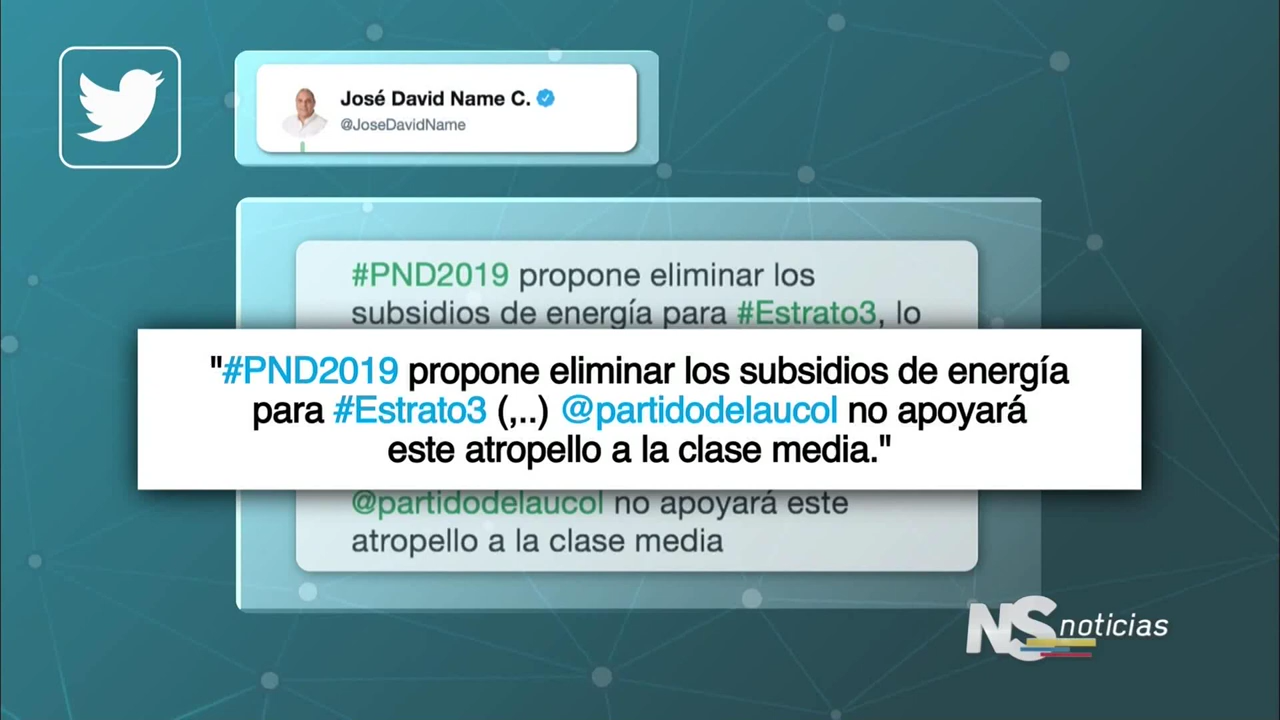 José David Name C.
@JoseDavidName
#PND2019 propone eliminar los
subsidios de energía para #Estrato3, lo
"#PND2019 propone eliminar los subsidios de energía
para #Estrato3 (,..) @partidodelaucol no apoyará
este atropello a la clase media."
@partidodelaucol no apoyará este
atropello a la clase media
NS noticias